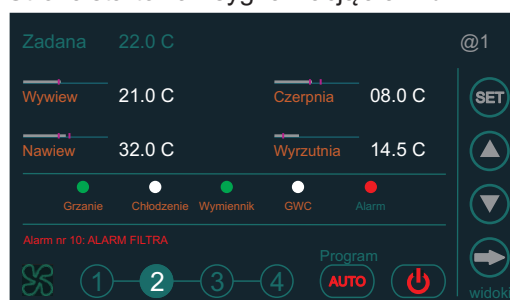 Zadana 22.0 C @1
Wywiew 21.0 C Czerpnia 08.0 C SET
Nawiew 32.0 C Wyrzutnia 14.5 C
Grzanie Chłodzenie Wymiennik GWC Alarm
Alarm nr 10: ALARM FILTRA
Program
1 2 3 4 AUTO
widoki